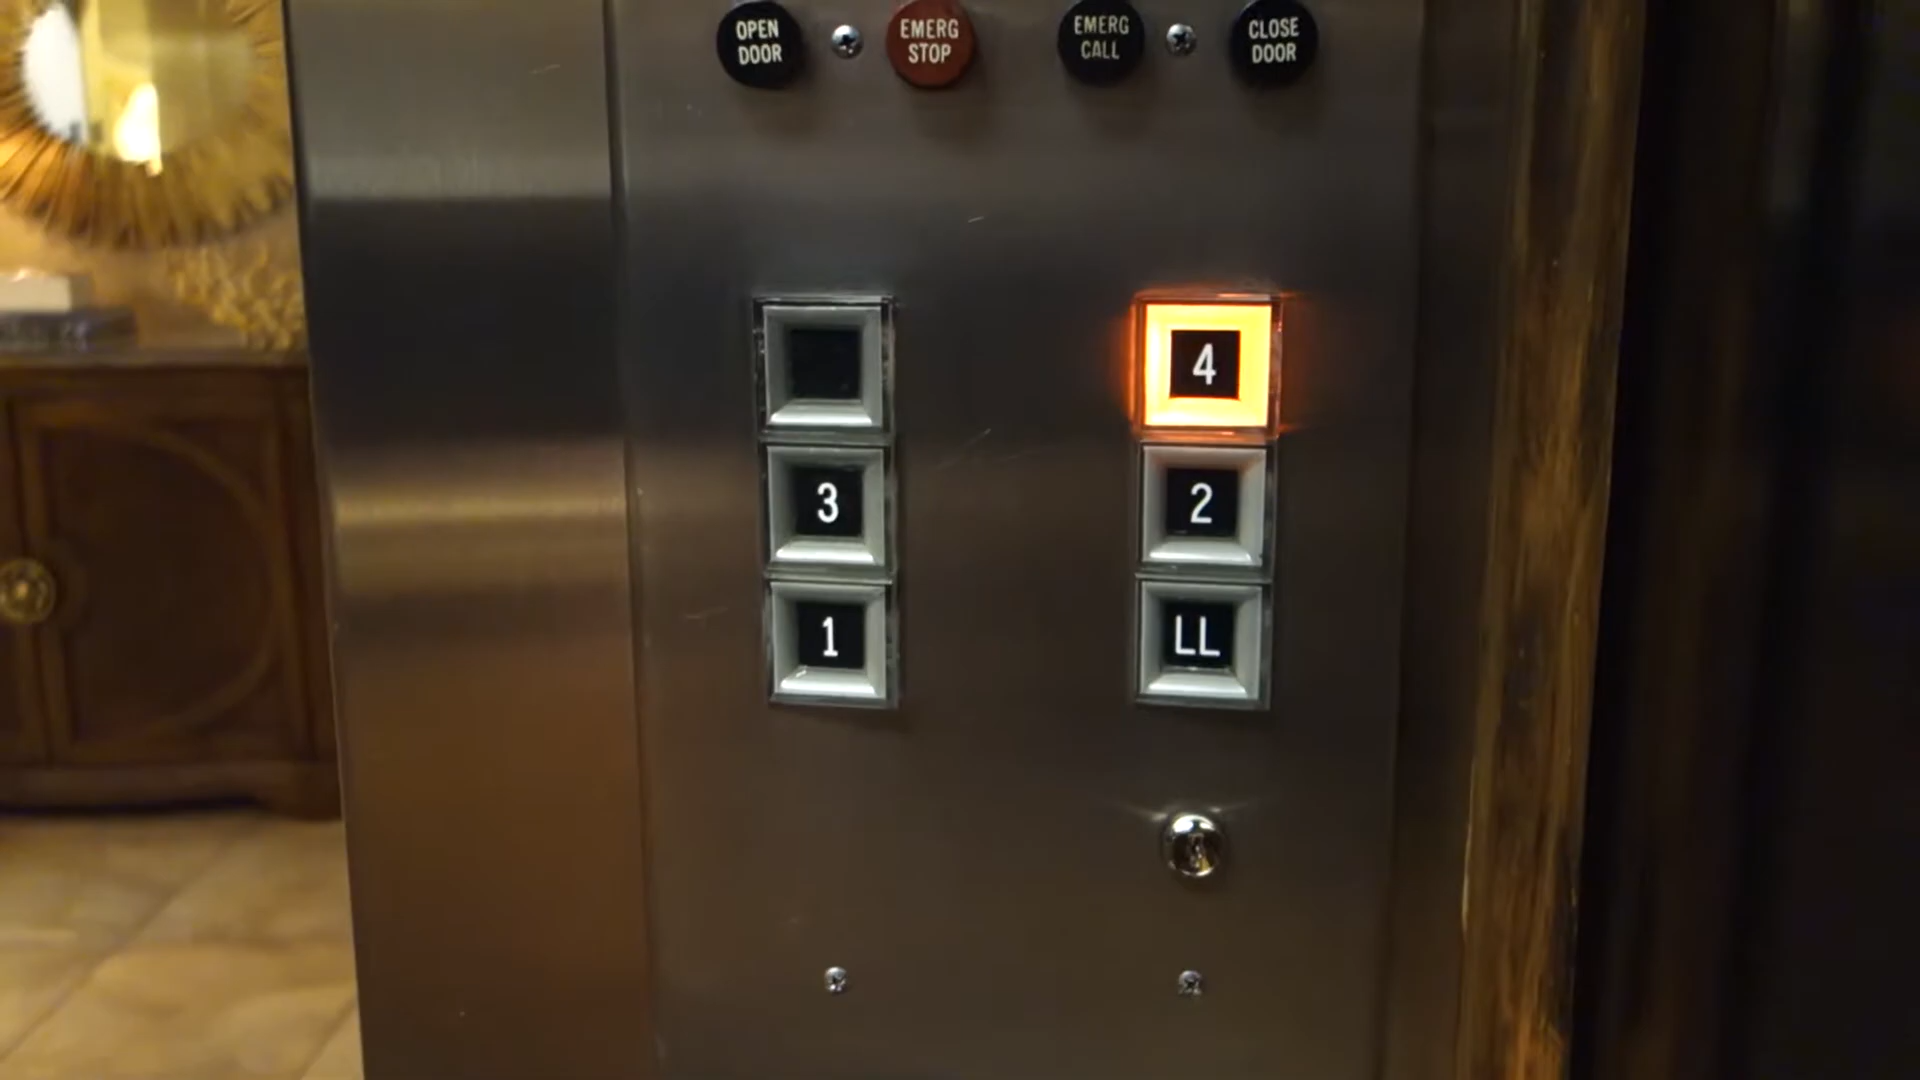 OPEN
DOOR
EMERG
STOP
EMERG
CALL
CLOSE
DOOR
4
3
2
1
LL